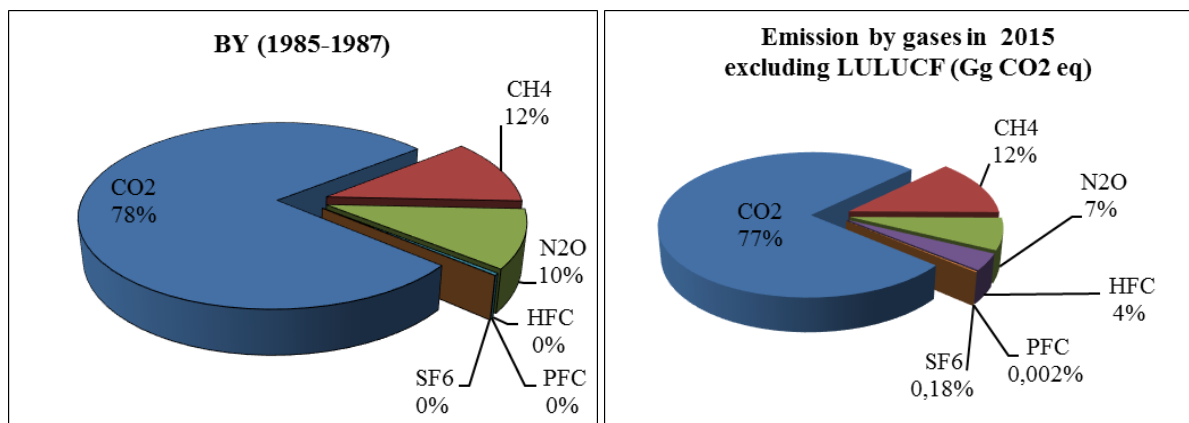 BY (1985-1987)
CH4
12%
CO2
78%
N2O
10%
HFC
0%
SF6
0%
PFC
0%
Emission by gases in 2015
excluding LULUCF (Gg CO2 eq)
CH4
12%
N2O
7%
CO2
77%
HFC
4%
PFC
0,002%
SF6
0,18%